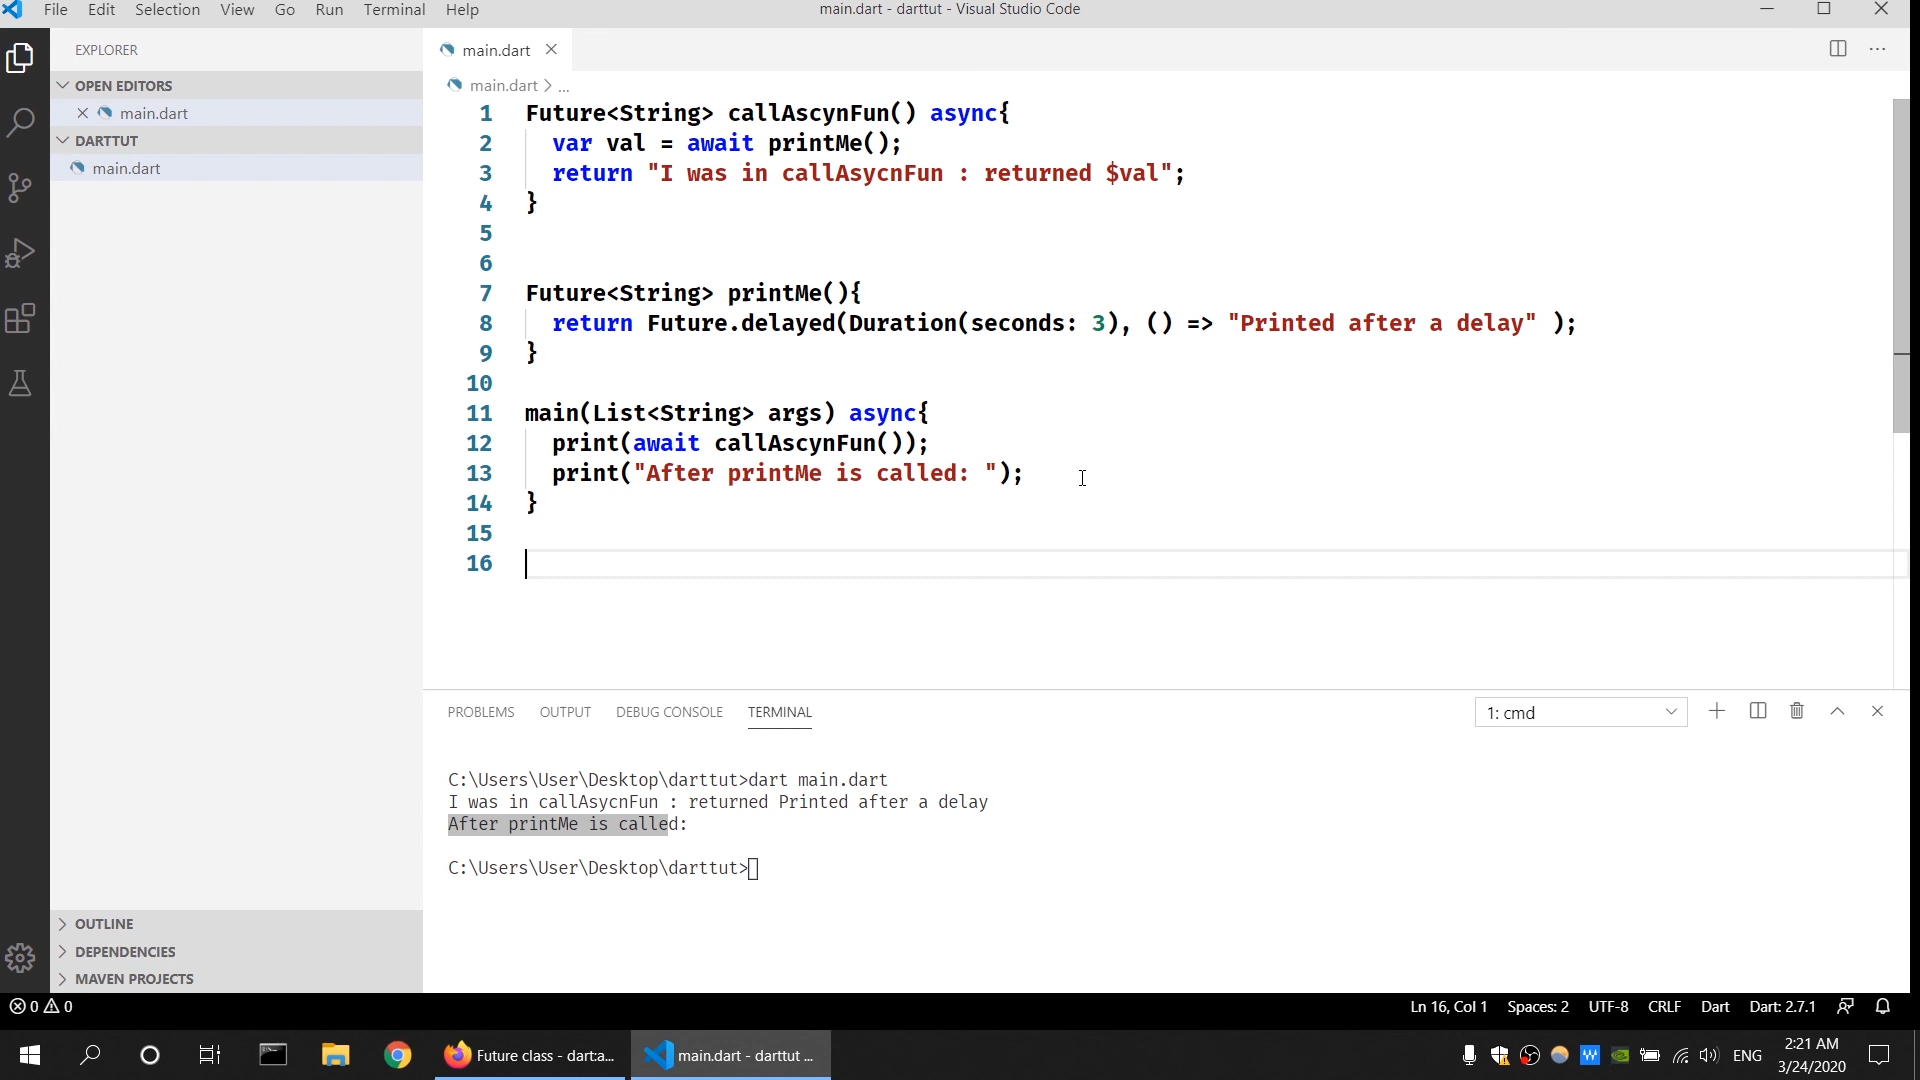 File Edit Selection View Go Run Terminal Help
main.dart - darttut - Visual Studio Code
EXPLORER
OPEN EDITORS
main.dart
DARTTUT
main.dart
OUTLINE
DEPENDENCIES
MAVEN PROJECTS
main.dart
main.dart > ...
1 Future<String> callAscynFun() async{
2 var val = await printMe();
3 return "I was in callAsycnFun : returned $val";
4 }
5
6
7 Future<String> printMe(){
8 return Future.delayed(Duration(seconds: 3), () => "Printed after a delay" );
9 }
10
11 main(List<String> args) async{
12 print(await callAscynFun());
13 print("After printMe is called: ");
14 }
15
16
PROBLEMS OUTPUT DEBUG CONSOLE TERMINAL
1: cmd
C:\Users\User\Desktop\darttut>dart main.dart
I was in callAsycnFun : returned Printed after a delay
After printMe is called:
C:\Users\User\Desktop\darttut>
0 0
Ln 16, Col 1 Spaces: 2 UTF-8 CRLF Dart Dart: 2.7.1
Future class - dart:a...
main.dart - darttut ...
ENG
2:21 AM
3/24/2020